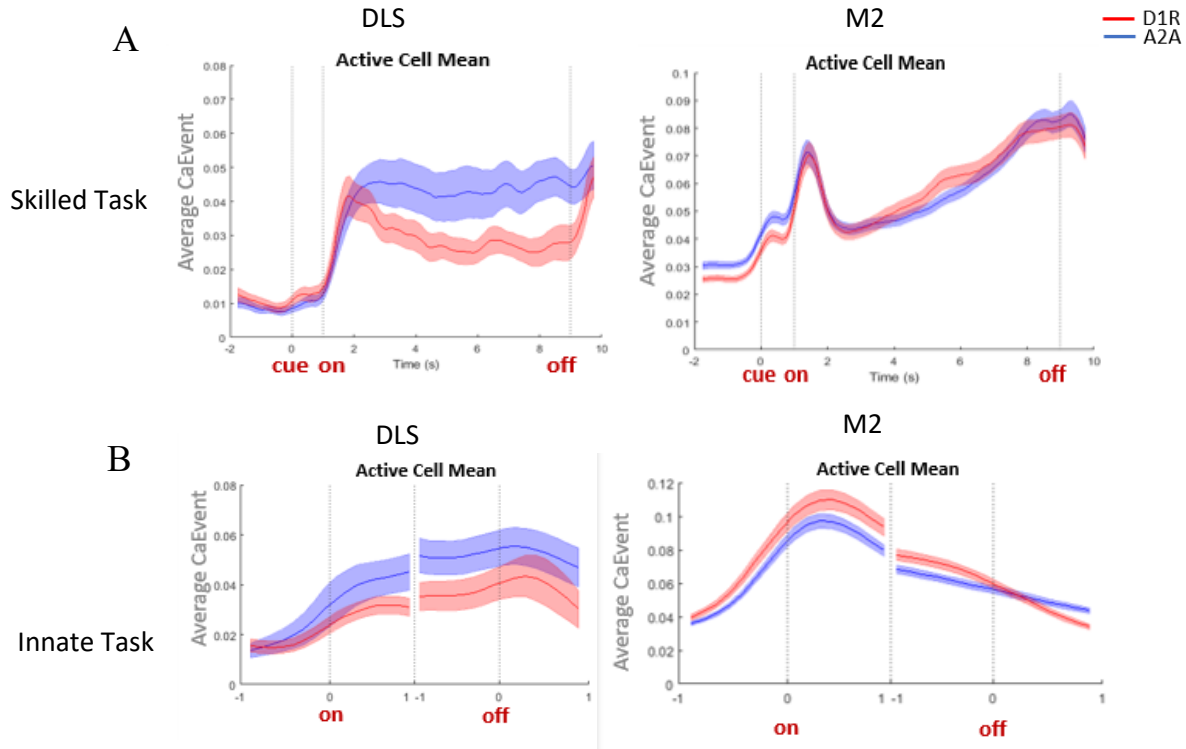 DLS
M2
D1R
A2A
A
Active Cell Mean
Active Cell Mean
Skilled Task
Average CaEvent
0.08
0.07
0.06
0.05
0.04
0.03
0.02
0.01
0
-2
0
2
4
6
8
10
cue on
Time (s)
off
Average CaEvent
0.1
0.09
0.08
0.07
0.06
0.05
0.04
0.03
0.02
0.01
0
-2
0
2
4
6
8
10
cue on
Time (s)
off
B
DLS
M2
Active Cell Mean
Active Cell Mean
Innate Task
Average CaEvent
0.08
0.06
0.04
0.02
0
-1
0
1 -1
0
1
on
off
Average CaEvent
0.12
0.1
0.08
0.06
0.04
0.02
0
-1
0
1 -1
0
1
on
off